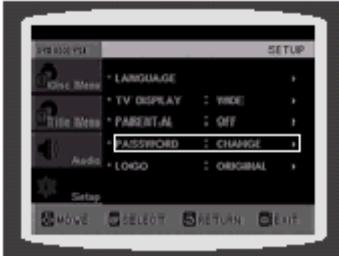 SETUP
Disc Menu
• LANGUAGE
• TV DISPLAY : WIDE
Title Menu
• PARENTAL : OFF
• PASSWORD : CHANGE
Audio
• LOGO : ORIGINAL
Setup
MOVE SELECT RETURN EXIT